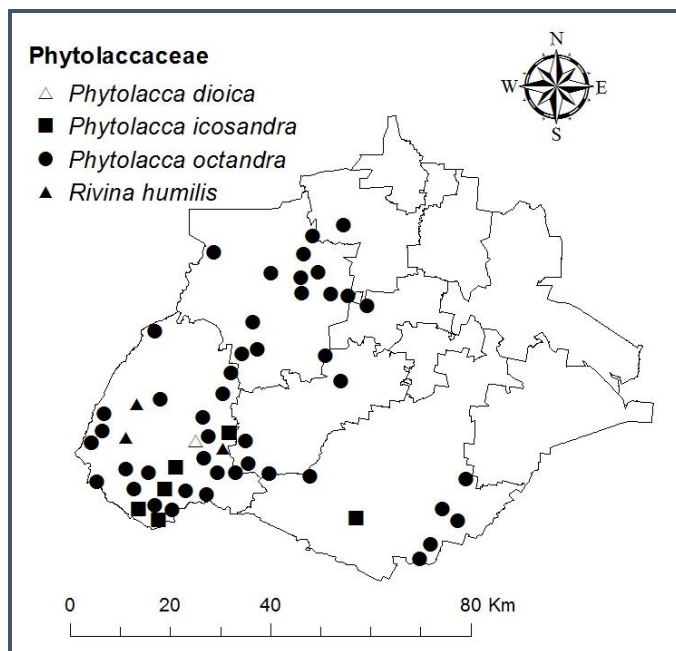 Phytolaccaceae
Phytolacca dioica
Phytolacca icosandra
Phytolacca octandra
Rivina humilis
N
W E
S
0 20 40 80 Km